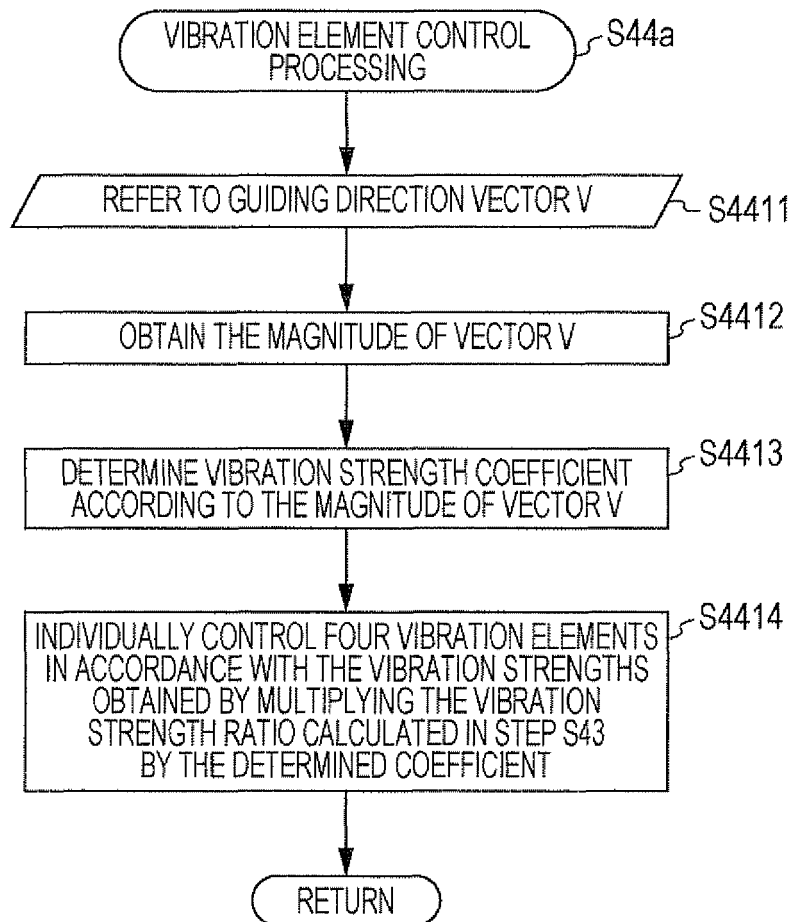 VIBRATION ELEMENT CONTROL
PROCESSING
S44a
REFER TO GUIDING DIRECTION VECTOR V
S4411
OBTAIN THE MAGNITUDE OF VECTOR V
S4412
DETERMINE VIBRATION STRENGTH COEFFICIENT
ACCORDING TO THE MAGNITUDE OF VECTOR V
S4413
INDIVIDUALLY CONTROL FOUR VIBRATION ELEMENTS
IN ACCORDANCE WITH THE VIBRATION STRENGTHS
OBTAINED BY MULTIPLYING THE VIBRATION
STRENGTH RATIO CALCULATED IN STEP S43
BY THE DETERMINED COEFFICIENT
S4414
RETURN